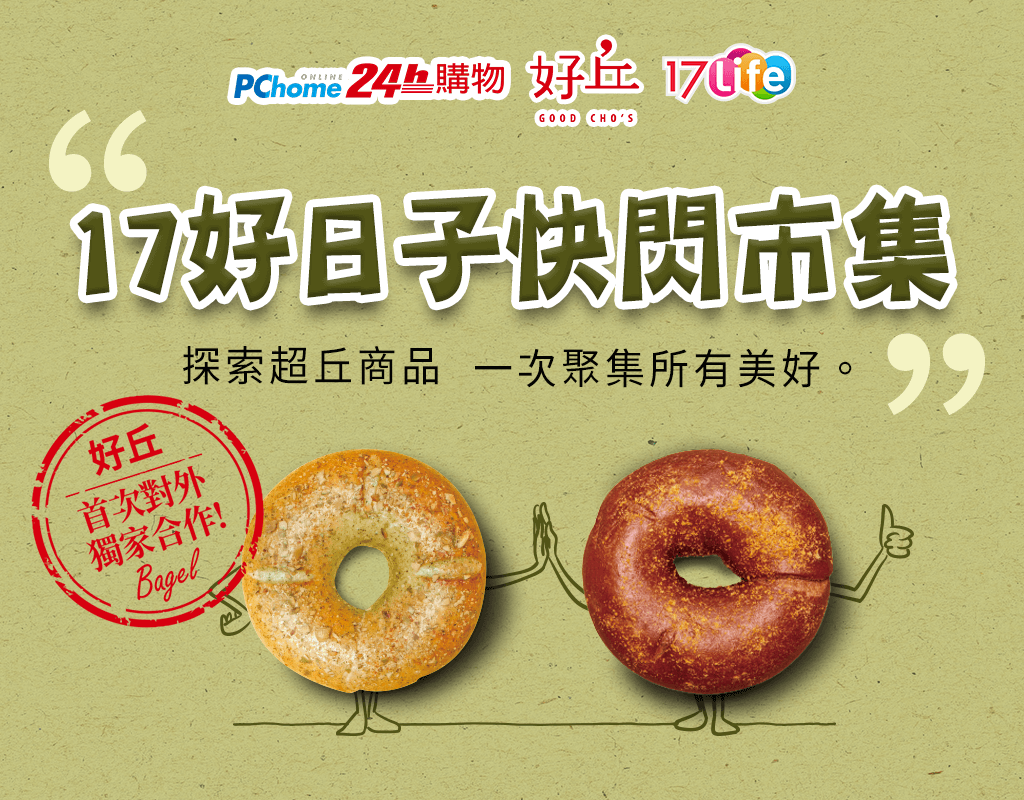 PChome ONLINE 24h購物
好丘
GOOD CHO'S
17Life
“
17好日子快閃市集
探索超丘商品 一次聚集所有美好。
”
好丘
首次對外
獨家合作!
Bagel